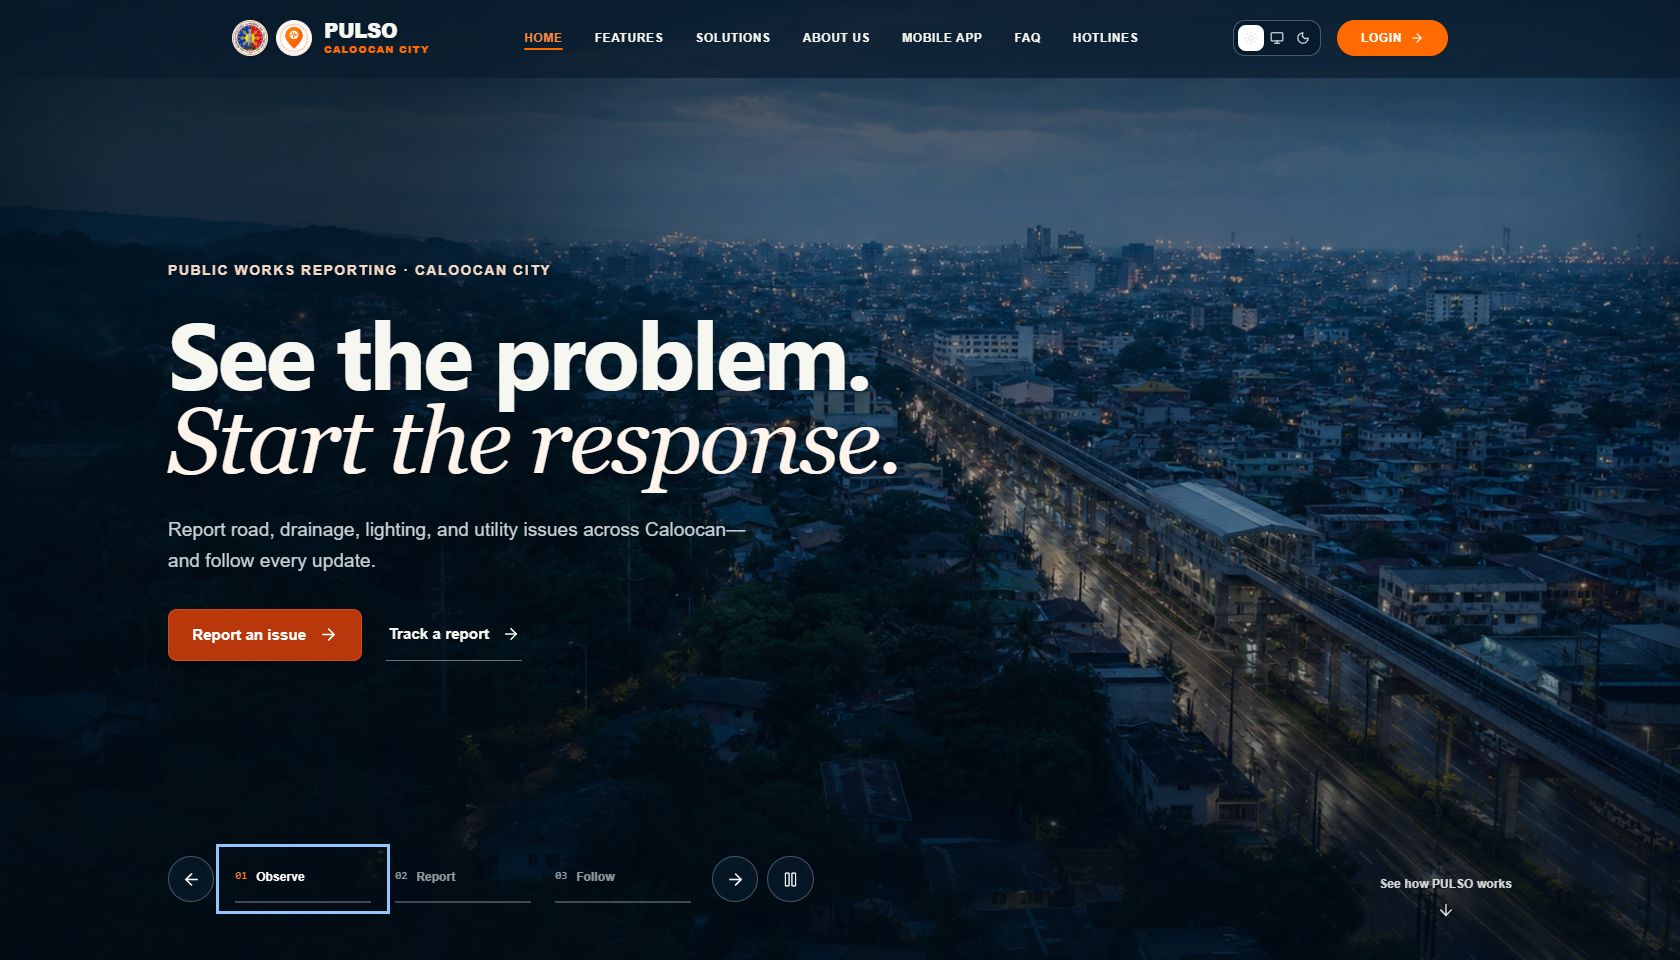 PULSO
CALOOCAN CITY
HOME
FEATURES
SOLUTIONS
ABOUT US
MOBILE APP
FAQ
HOTLINES
LOGIN
PUBLIC WORKS REPORTING · CALOOCAN CITY
See the problem.
Start the response.
Report road, drainage, lighting, and utility issues across Caloocan—
and follow every update.
Report an issue
Track a report
01 Observe
02 Report
03 Follow
See how PULSO works